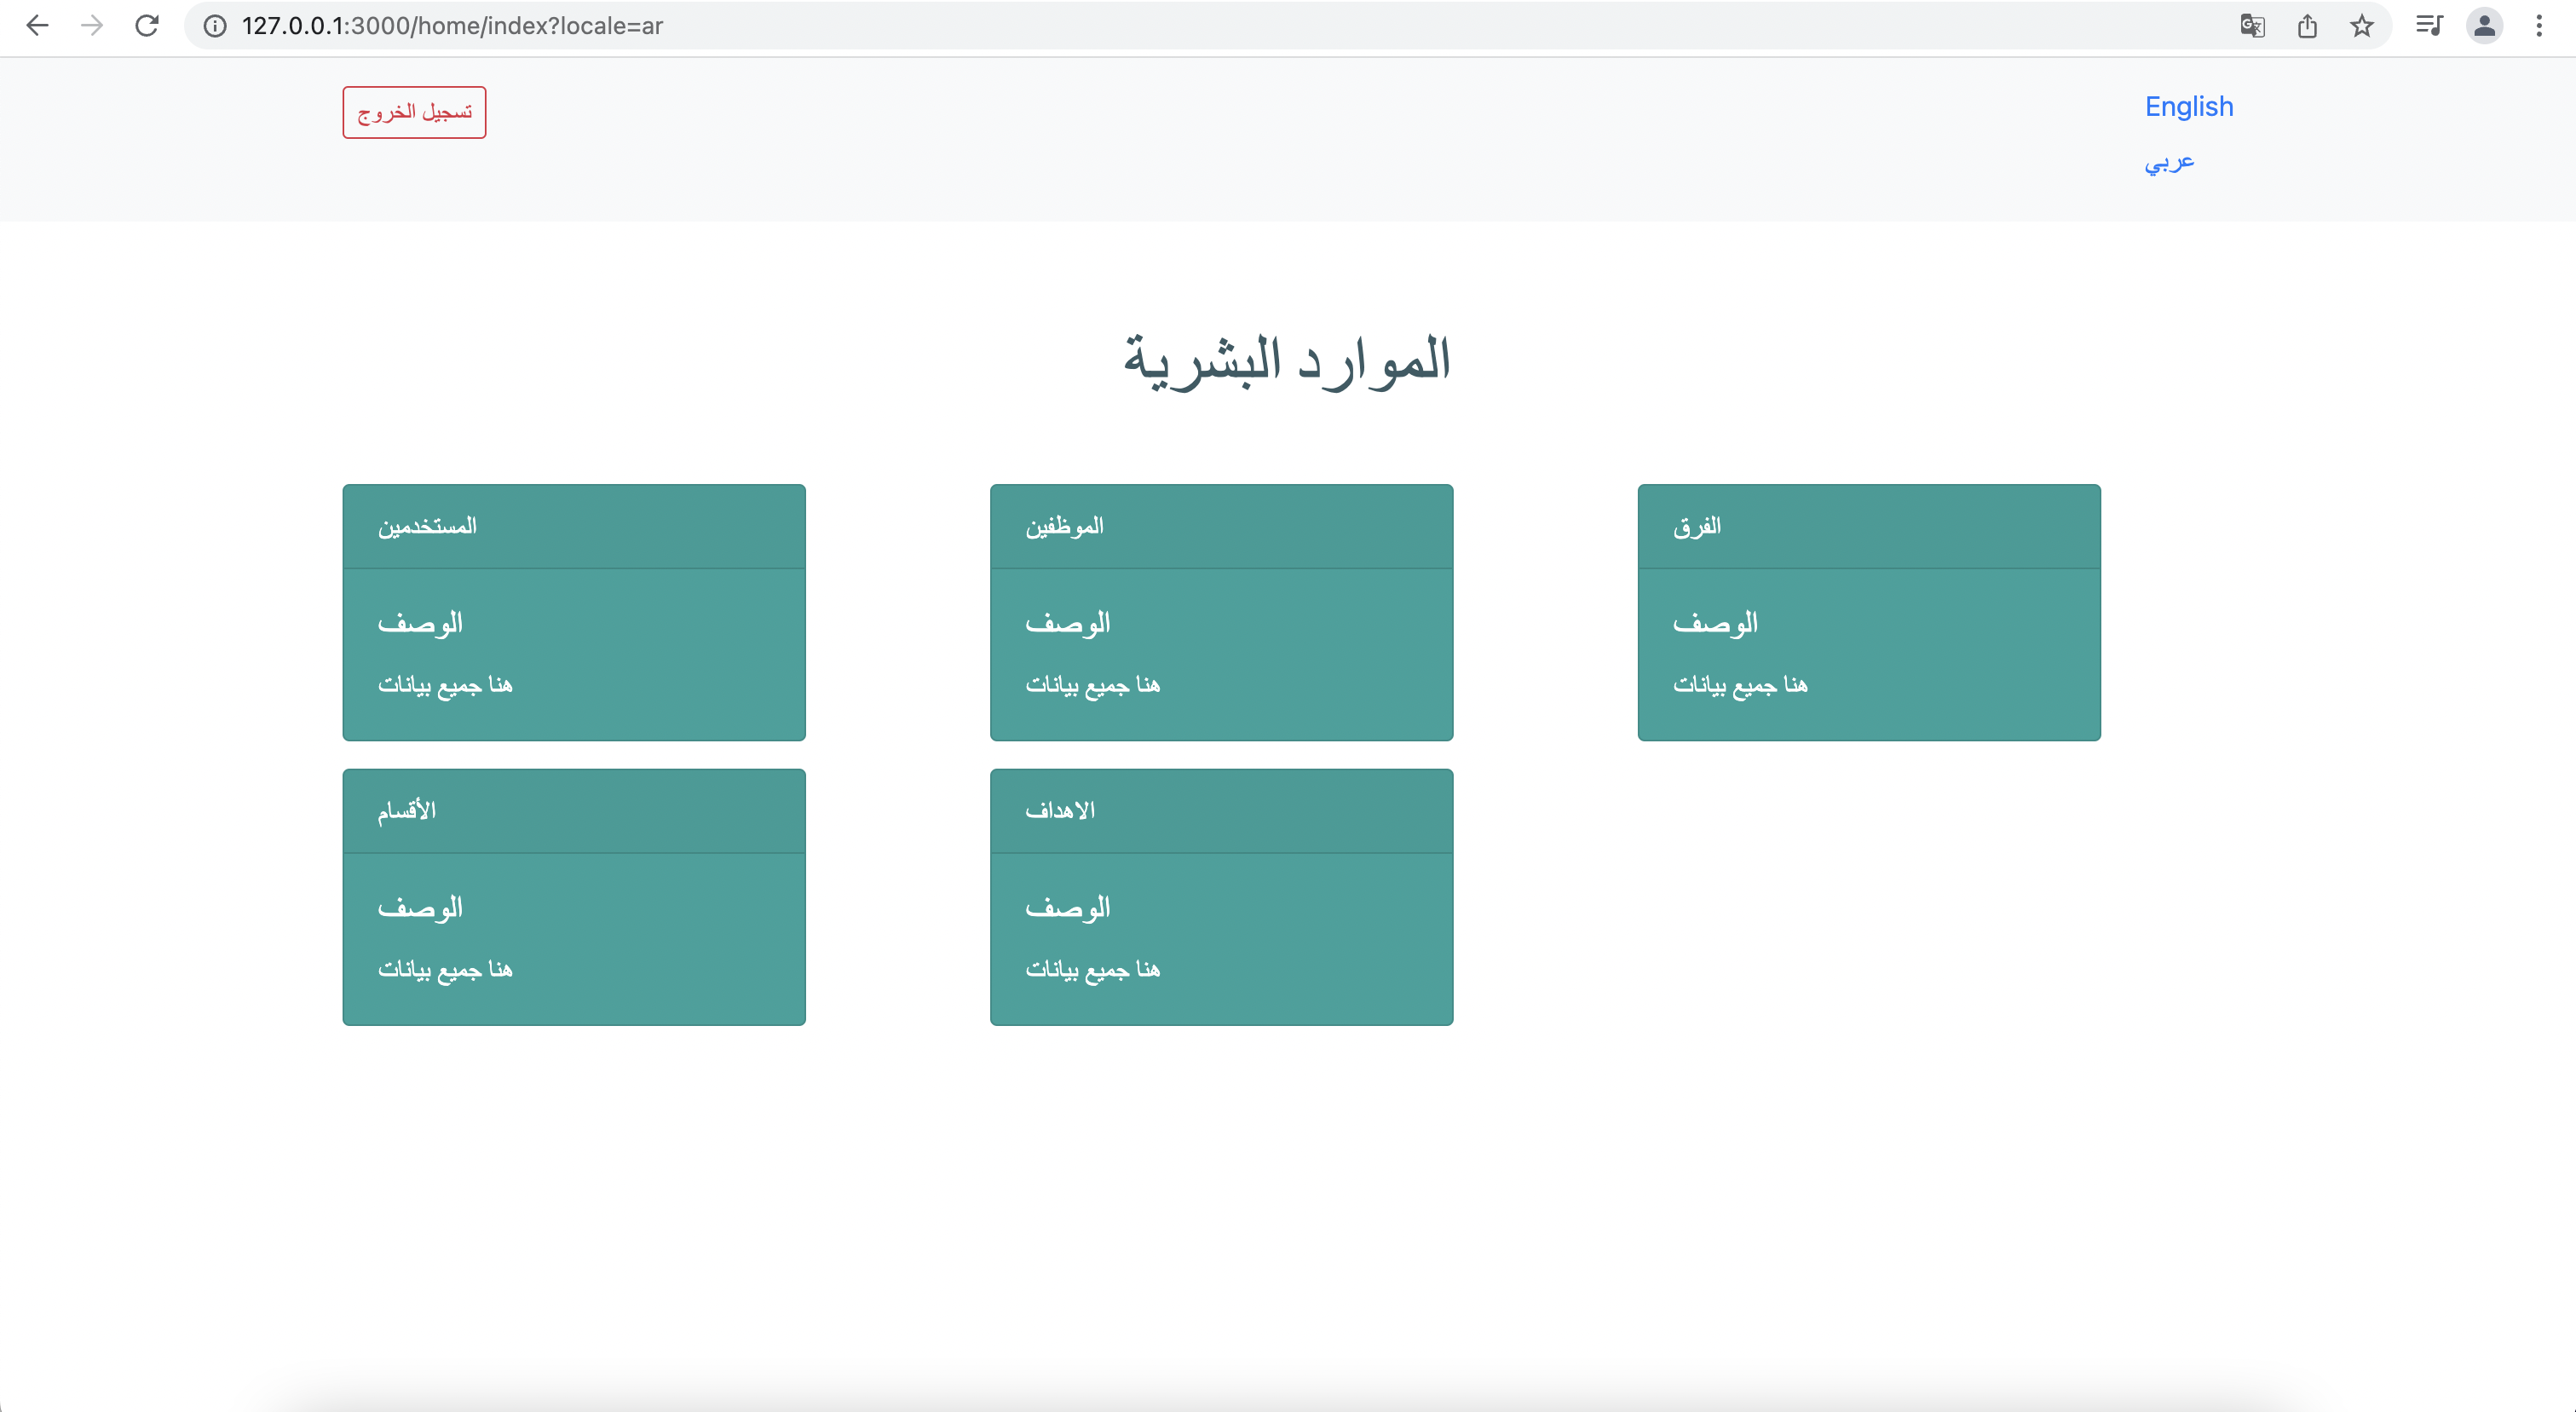 127.0.0.1:3000/home/index?locale=ar
تسجيل الخروج
English
عربي
الموارد البشرية
المستخدمين
الوصف
هنا جميع بيانات
الموظفين
الوصف
هنا جميع بيانات
الفرق
الوصف
هنا جميع بيانات
الأقسام
الوصف
هنا جميع بيانات
الاهداف
الوصف
هنا جميع بيانات